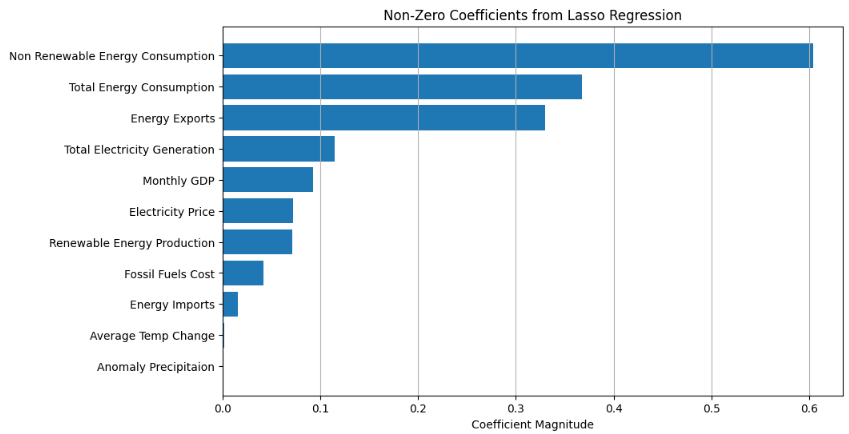 Non-Zero Coefficients from Lasso Regression
Non Renewable Energy Consumption
Total Energy Consumption
Energy Exports
Total Electricity Generation
Monthly GDP
Electricity Price
Renewable Energy Production
Fossil Fuels Cost
Energy Imports
Average Temp Change
Anomaly Precipitaion
0.0 0.1 0.2 0.3 0.4 0.5 0.6
Coefficient Magnitude